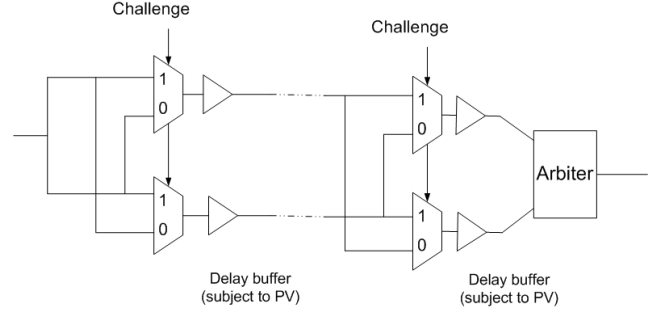 Challenge
Challenge
1
0
1
0
1
0
1
0
Arbiter
Delay buffer
(subject to PV)
Delay buffer
(subject to PV)